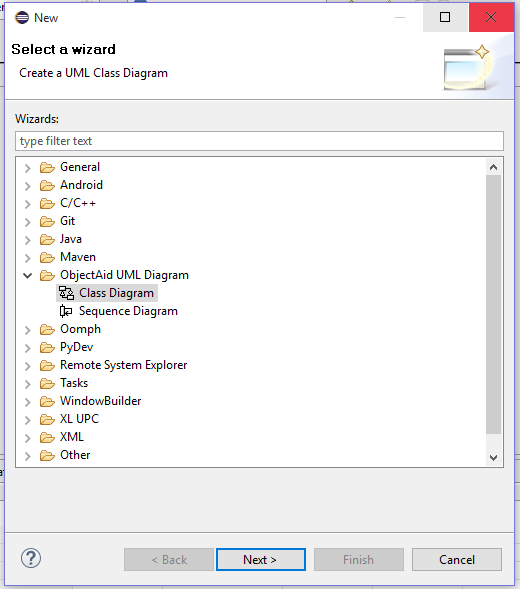 New
Select a wizard
Create a UML Class Diagram
Wizards:
type filter text
General
Android
C/C++
Git
Java
Maven
ObjectAid UML Diagram
Class Diagram
Sequence Diagram
Oomph
PyDev
Remote System Explorer
Tasks
WindowBuilder
XL UPC
XML
Other
? < Back Next > Finish Cancel